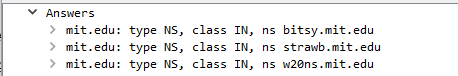 Answers
mit.edu: type NS, class IN, ns bitsy.mit.edu
mit.edu: type NS, class IN, ns strawb.mit.edu
mit.edu: type NS, class IN, ns w20ns.mit.edu